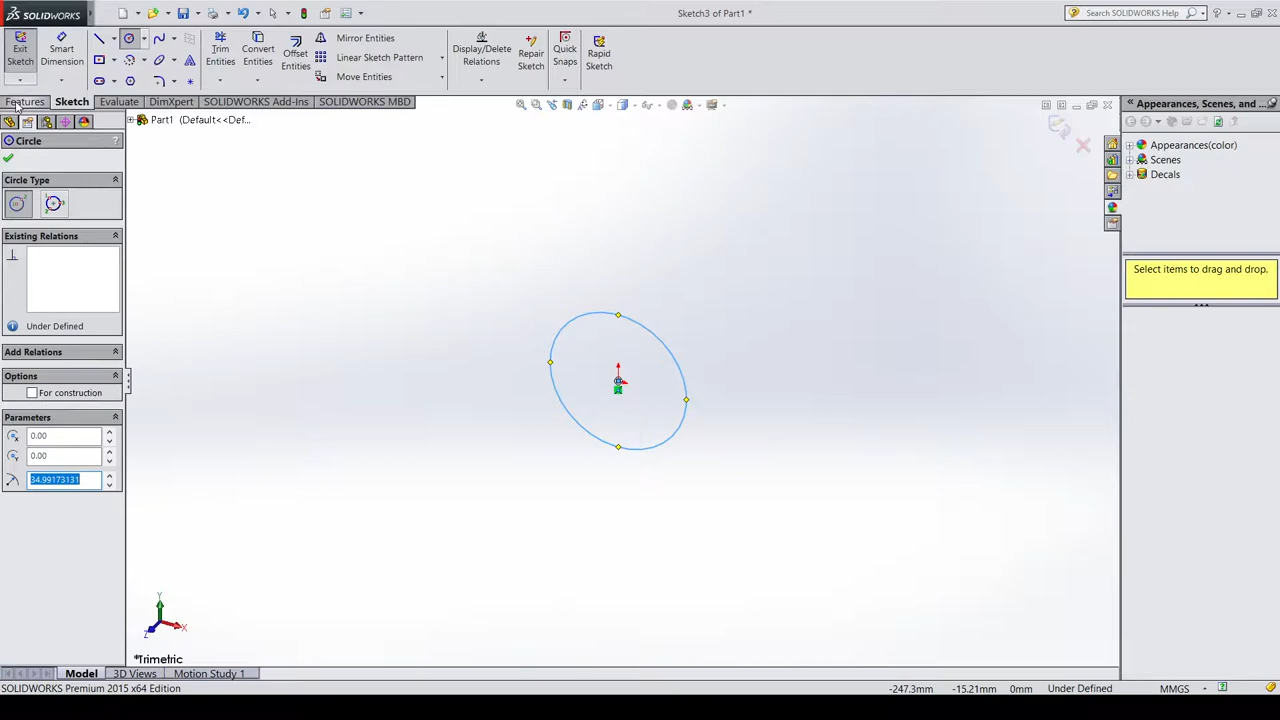 SOLIDWORKS
Sketch3 of Part1 *
Search SOLIDWORKS Help
Exit
Sketch
Smart
Dimension
Trim
Entities
Convert
Entities
Offset
Entities
Mirror Entities
Linear Sketch Pattern
Move Entities
Display/Delete
Relations
Repair
Sketch
Quick
Snaps
Rapid
Sketch
Features
Sketch
Evaluate
DimXpert
SOLIDWORKS Add-Ins
SOLIDWORKS MBD
Part1 (Default<<Def...
Circle
?
Circle Type
Existing Relations
Under Defined
Add Relations
Options
For construction
Parameters
0.00
0.00
34.99173131
Y
X
Z
*Trimetric
Appearances, Scenes, and ...
Appearances(color)
Scenes
Decals
Select items to drag and drop.
Model
3D Views
Motion Study 1
SOLIDWORKS Premium 2015 x64 Edition
-247.3mm
-15.21mm
0mm
Under Defined
MMGS